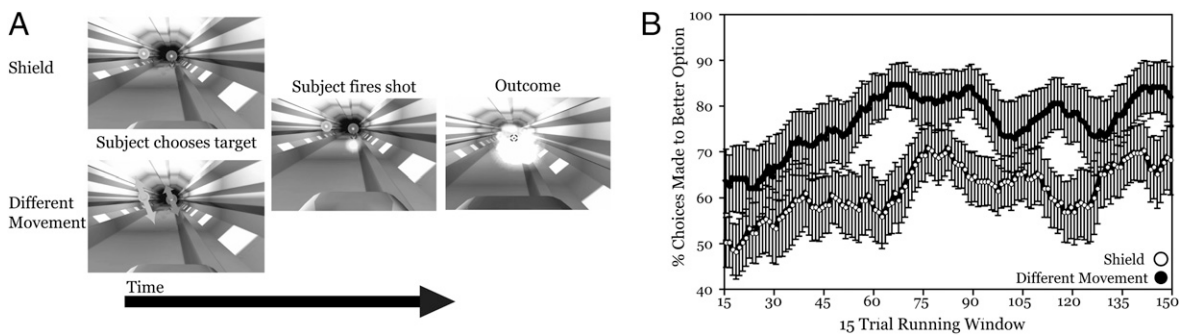 A
Shield
Subject chooses target
Different
Movement
Subject fires shot
Outcome
Time
B
% Choices Made to Better Option
100
90
80
70
60
50
40
15
30
45
60
75
90
105
120
135
150
15 Trial Running Window
Shield
Different Movement